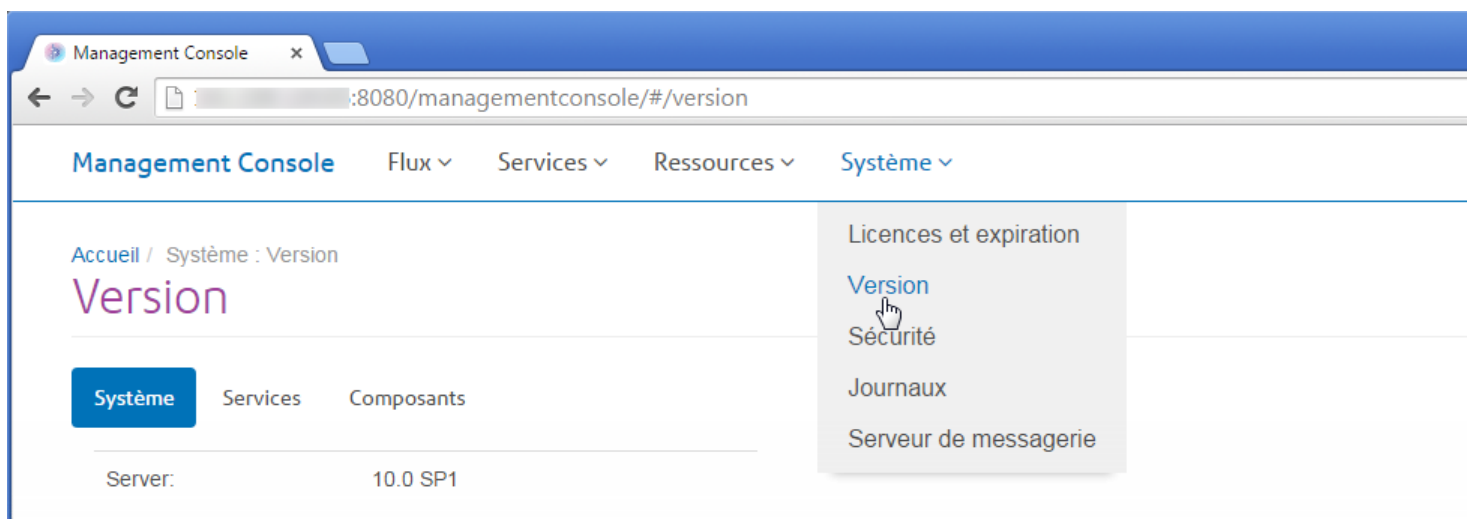 Management Console
:8080/managementconsole/#/version
Management Console Flux Services Ressources Système
Licences et expiration
Accueil / Système : Version
Version
Version
Sécurité
Système Services Composants
Journaux
Serveur de messagerie
Server: 10.0 SP1